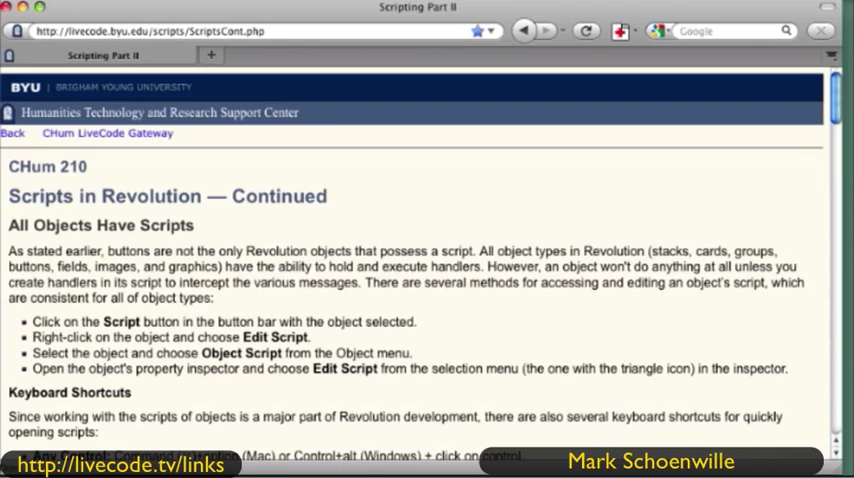 Scripting Part II
http://livecode.byu.edu/scripts/ScriptsCont.php
Google
Scripting Part II
BYU | BRIGHAM YOUNG UNIVERSITY
Humanities Technology and Research Support Center
Back CHum LiveCode Gateway
CHum 210
Scripts in Revolution — Continued
All Objects Have Scripts
As stated earlier, buttons are not the only Revolution objects that possess a script. All object types in Revolution (stacks, cards, groups,
buttons, fields, images, and graphics) have the ability to hold and execute handlers. However, an object won't do anything at all unless you
create handlers in its script to intercept the various messages. There are several methods for accessing and editing an object's script, which
are consistent for all of object types:
Click on the Script button in the button bar with the object selected.
Right-click on the object and choose Edit Script.
Select the object and choose Object Script from the Object menu.
Open the object's property inspector and choose Edit Script from the selection menu (the one with the triangle icon) in the inspector.
Keyboard Shortcuts
Since working with the scripts of objects is a major part of Revolution development, there are also several keyboard shortcuts for quickly
opening scripts:
Any Control: Command +option (Mac) or Control+alt (Windows) + click on control.
http://livecode.tv/links
Mark Schoenwille